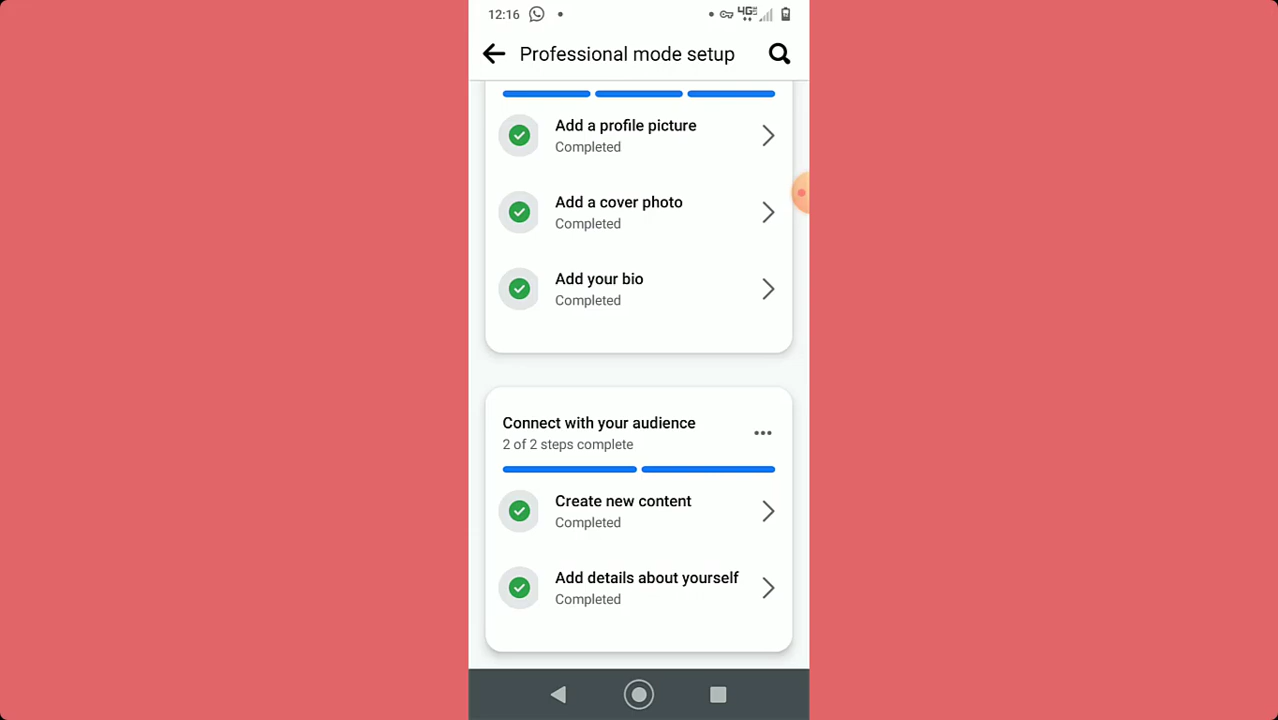 12:16
4G
Professional mode setup
Add a profile picture
Completed
Add a cover photo
Completed
Add your bio
Completed
Connect with your audience
2 of 2 steps complete
Create new content
Completed
Add details about yourself
Completed